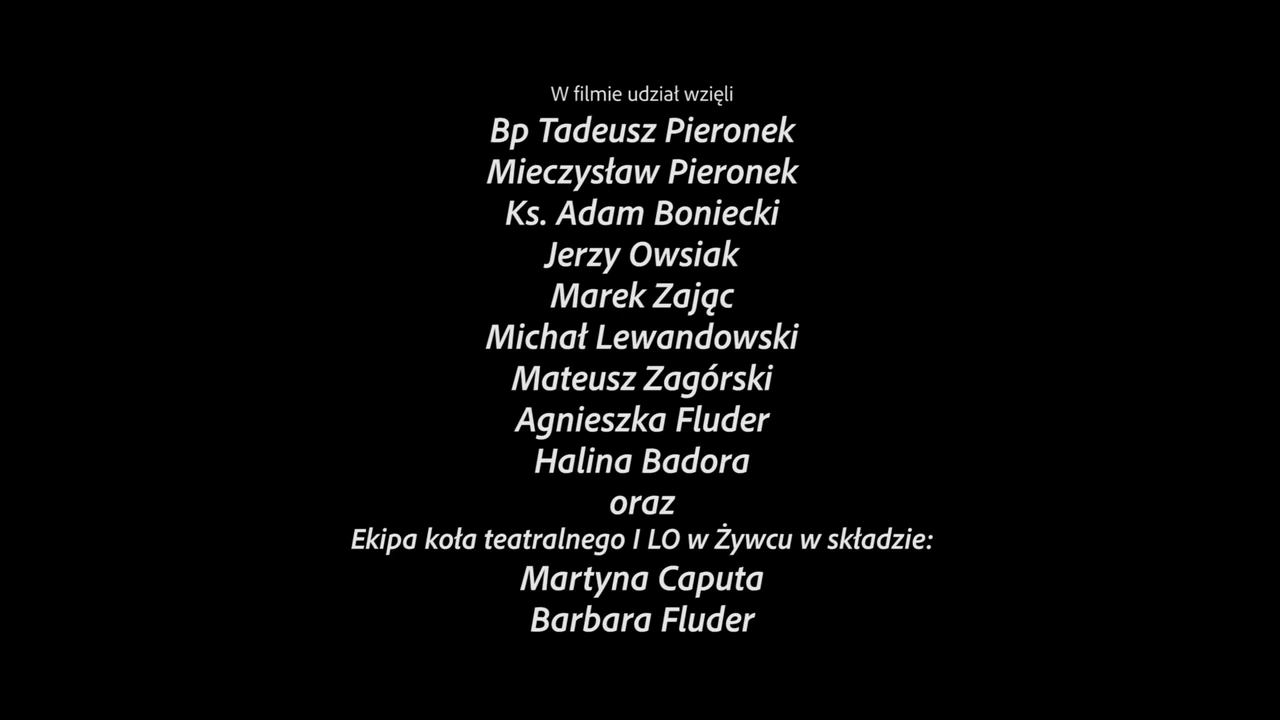 W filmie udział wzięli
Bp Tadeusz Pieronek
Mieczysław Pieronek
Ks. Adam Boniecki
Jerzy Owsiak
Marek Zając
Michał Lewandowski
Mateusz Zagórski
Agnieszka Fluder
Halina Badora
oraz
Ekipa koła teatralnego I LO w Żywcu w składzie:
Martyna Caputa
Barbara Fluder